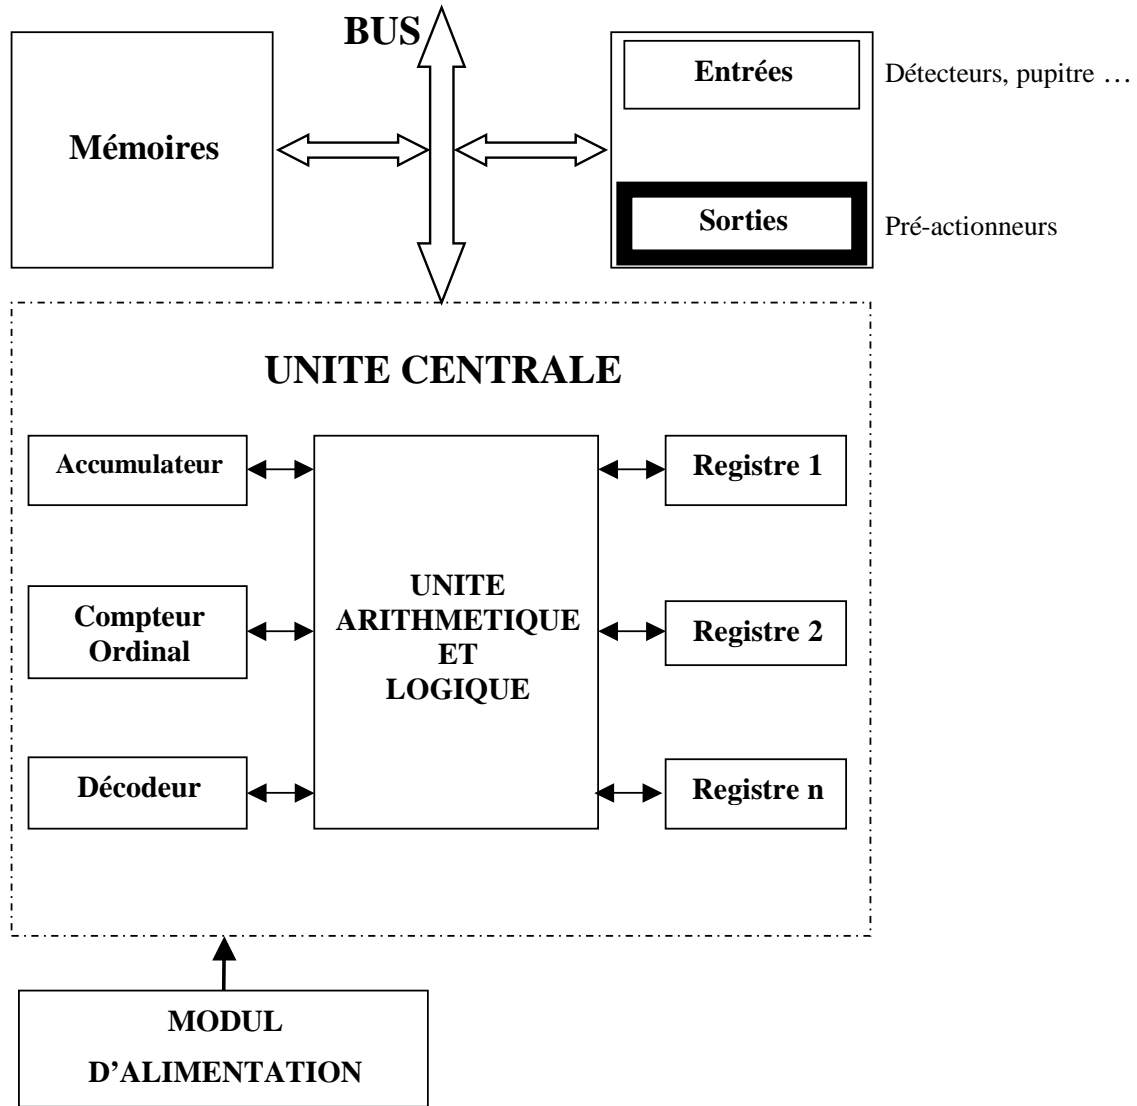 BUS
Mémoires
Entrées
Détecteurs, pupitre …
Sorties
Pré-actionneurs
UNITE CENTRALE
Accumulateur
Registre 1
Compteur
Ordinal
UNITE
ARITHMETIQUE
ET
LOGIQUE
Registre 2
Décodeur
Registre n
MODUL
D’ALIMENTATION